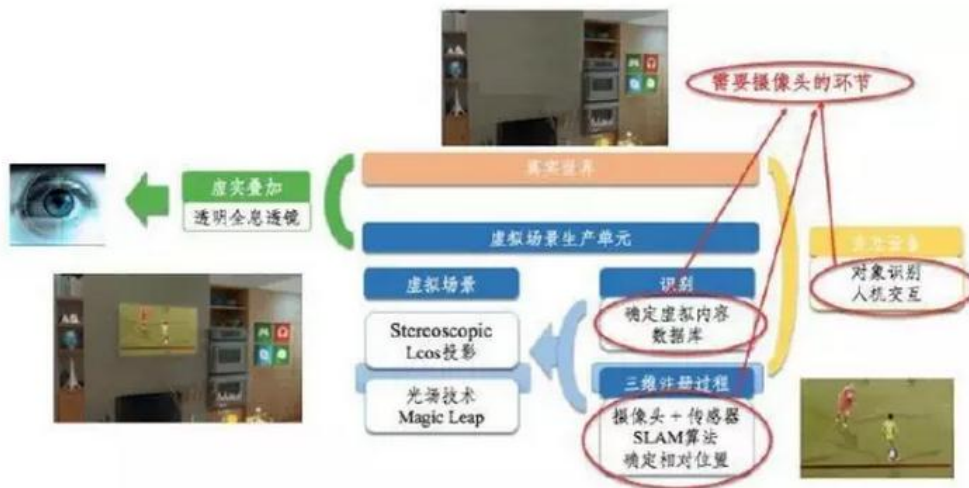 需要摄像头的环节
真实世界
虚实叠加
透明全息透镜
虚拟场景生产单元
虚拟场景
识别
对象识别
人机交互
确定虚拟内容
数据库
Stereoscopic
Lcos投影
三维注册过程
光场技术
Magic Leap
摄像头+传感器
SLAM算法
确定相对位置